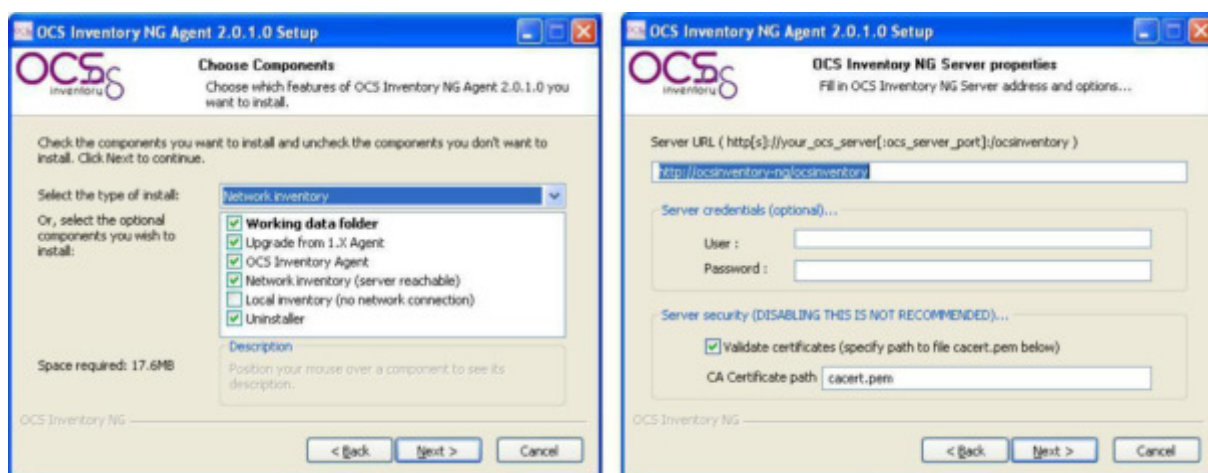 OCS Inventory NG Agent 2.0.1.0 Setup
OCS
inventory
Choose Components
Choose which features of OCS Inventory NG Agent 2.0.1.0 you
want to install.
Check the components you want to install and uncheck the components you don't want to
install. Click Next to continue.
Select the type of install:
Network inventory
Or, select the optional
components you wish to
install:
Working data folder
Upgrade from 1.X Agent
OCS Inventory Agent
Network inventory (server reachable)
Local inventory (no network connection)
Uninstaller
Space required: 17.6MB
Description
Position your mouse over a component to see its
description.
OCS Inventory NG
< Back
Next >
Cancel
OCS Inventory NG Agent 2.0.1.0 Setup
OCS
inventory
OCS Inventory NG Server properties
Fill in OCS Inventory NG Server address and options...
Server URL ( http[s]://your_ocs_server[:ocs_server_port]:/ocsinventory )
http://ocsinventory-ng/ocsinventory
Server credentials (optional)...
User :
Password :
Server security (DISABLING THIS IS NOT RECOMMENDED)...
Validate certificates (specify path to file cacert.pem below)
CA Certificate path
cacert.pem
OCS Inventory NG
< Back
Next >
Cancel